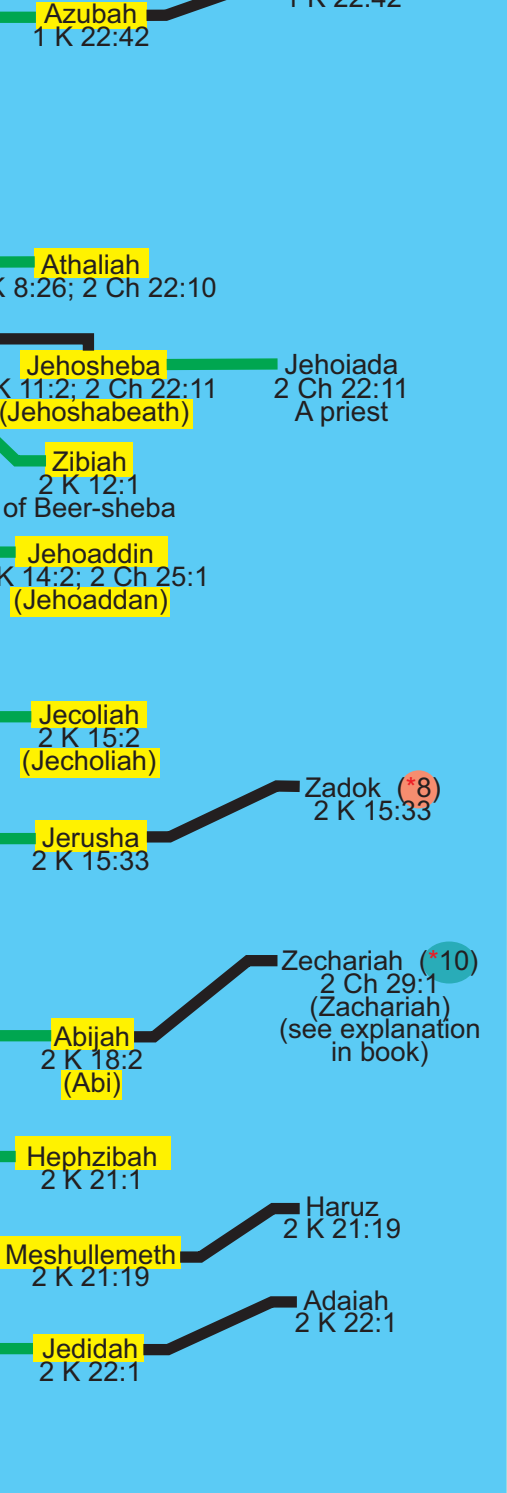 1 K 22:42
Azubah
1 K 22:42
Athaliah
K 8:26; 2 Ch 22:10
Jehosheba
K 11:2; 2 Ch 22:11
(Jehoshabeath)
Jehoiada
2 Ch 22:11
A priest
Zibiah
2 K 12:1
of Beer-sheba
Jehoaddin
K 14:2; 2 Ch 25:1
(Jehoaddan)
Jecoliah
2 K 15:2
(Jecholiah)
Zadok (*8)
2 K 15:33
Jerusha
2 K 15:33
Zechariah (*10)
2 Ch 29:1
(Zachariah)
(see explanation
in book)
Abijah
2 K 18:2
(Abi)
Hephzibah
2 K 21:1
Haruz
2 K 21:19
Meshullemeth
2 K 21:19
Adaiah
2 K 22:1
Jedidah
2 K 22:1